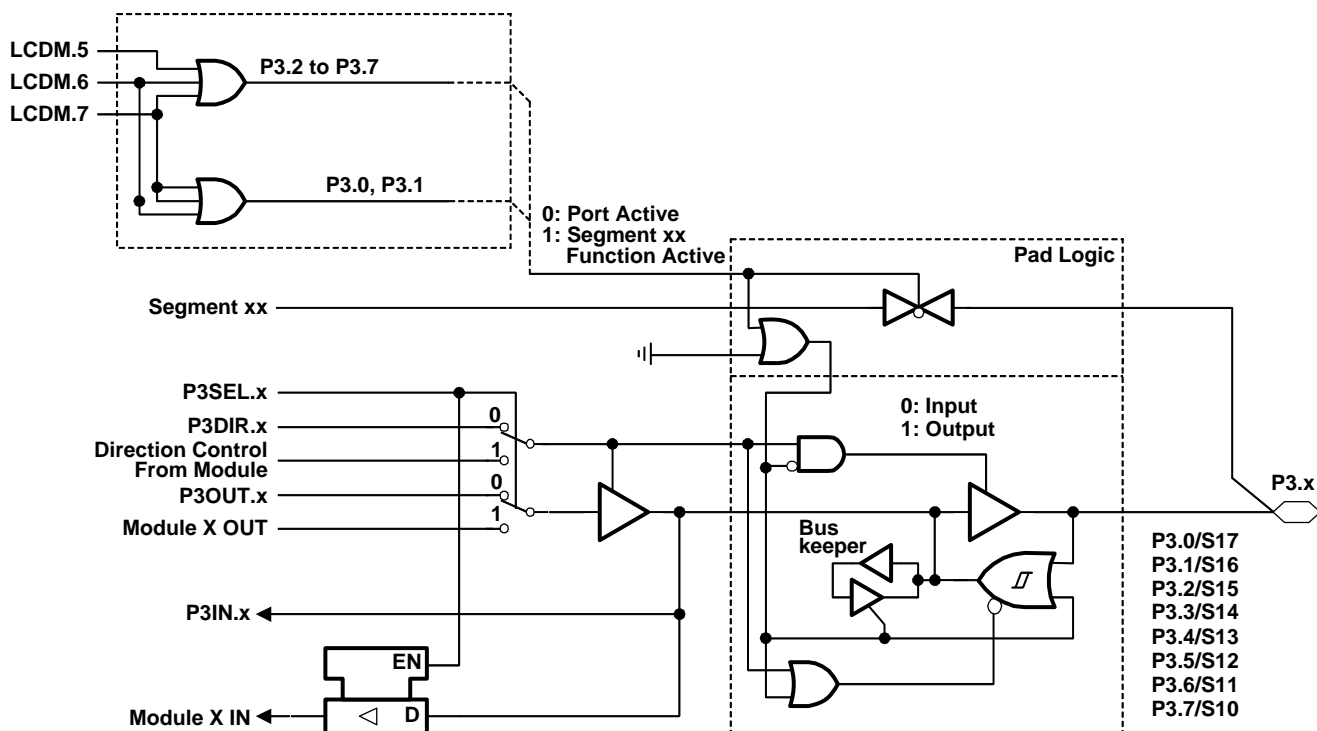 LCDM.5
LCDM.6
LCDM.7
P3.2 to P3.7
P3.0, P3.1
0: Port Active
1: Segment xx
Function Active
Pad Logic
Segment xx
P3SEL.x
P3DIR.x
0
Direction Control
From Module
1
P3OUT.x
0
Module X OUT
1
0: Input
1: Output
Bus
keeper
P3.x
P3.0/S17
P3.1/S16
P3.2/S15
P3.3/S14
P3.4/S13
P3.5/S12
P3.6/S11
P3.7/S10
P3IN.x
EN
Module X IN
D